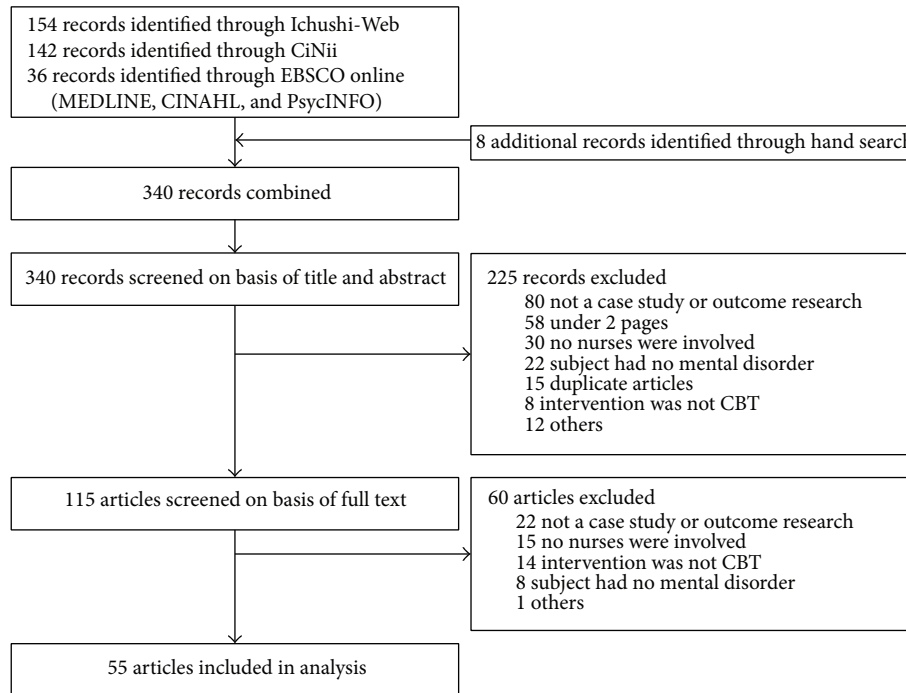 154 records identified through Ichushi-Web
142 records identified through CiNii
36 records identified through EBSCO online
(MEDLINE, CINAHL, and PsycINFO)
8 additional records identified through hand search
340 records combined
340 records screened on basis of title and abstract
225 records excluded
80 not a case study or outcome research
58 under 2 pages
30 no nurses were involved
22 subject had no mental disorder
15 duplicate articles
8 intervention was not CBT
12 others
115 articles screened on basis of full text
60 articles excluded
22 not a case study or outcome research
15 no nurses were involved
14 intervention was not CBT
8 subject had no mental disorder
1 others
55 articles included in analysis